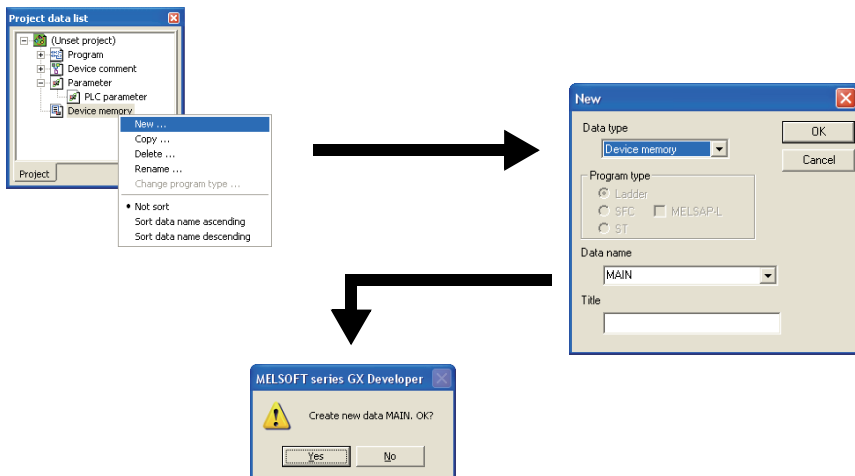 Project data list
(Unset project)
Program
Device comment
Parameter
PLC parameter
Device memory
Project
New ...
Copy ...
Delete ...
Rename ...
Change program type ...
• Not sort
Sort data name ascending
Sort data name descending
New
Data type
Device memory
OK
Cancel
Program type
Ladder
SFC MELSAP-L
ST
Data name
MAIN
Title
MELSOFT series GX Developer
Create new data MAIN. OK?
Yes No